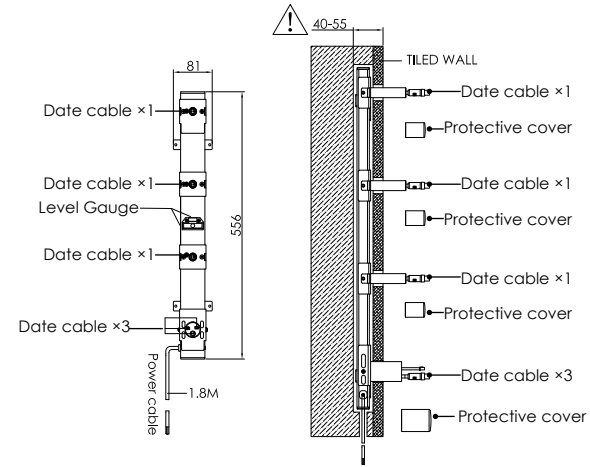 40-55
81
TILED WALL
Date cable ×1
Date cable ×1
Protective cover
Date cable ×1
Level Gauge
Date cable ×1
Protective cover
556
Date cable ×1
Date cable ×1
Protective cover
Date cable ×3
Power cable
1.8M
Date cable ×3
Protective cover